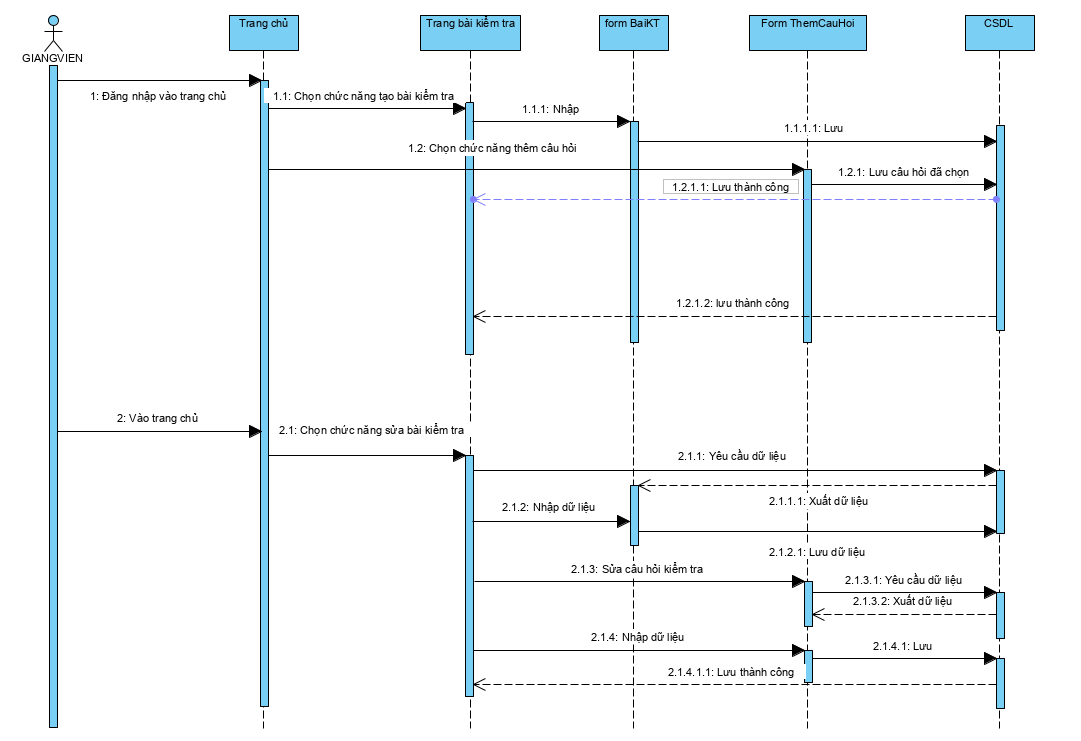 Trang chủ
Trang bài kiểm tra
form BaiKT
Form ThemCauHoi
CSDL
GIANGVIEN
1: Đăng nhập vào trang chủ
1.1: Chọn chức năng tạo bài kiểm tra
1.1.1: Nhập
1.1.1.1: Lưu
1.2: Chọn chức năng thêm câu hỏi
1.2.1: Lưu câu hỏi đã chọn
1.2.1.1: Lưu thành công
1.2.1.2: lưu thành công
2: Vào trang chủ
2.1: Chọn chức năng sửa bài kiểm tra
2.1.1: Yêu cầu dữ liệu
2.1.1.1: Xuất dữ liệu
2.1.2: Nhập dữ liệu
2.1.2.1: Lưu dữ liệu
2.1.3: Sửa câu hỏi kiểm tra
2.1.3.1: Yêu cầu dữ liệu
2.1.3.2: Xuất dữ liệu
2.1.4: Nhập dữ liệu
2.1.4.1: Lưu
2.1.4.1.1: Lưu thành công